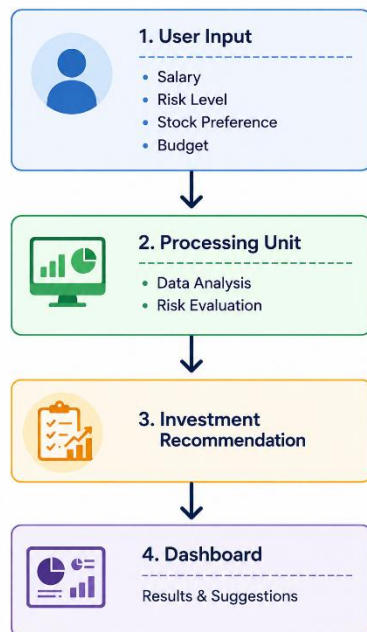 1. User Input
• Salary
• Risk Level
• Stock Preference
• Budget
2. Processing Unit
• Data Analysis
• Risk Evaluation
3. Investment
Recommendation
4. Dashboard
Results & Suggestions